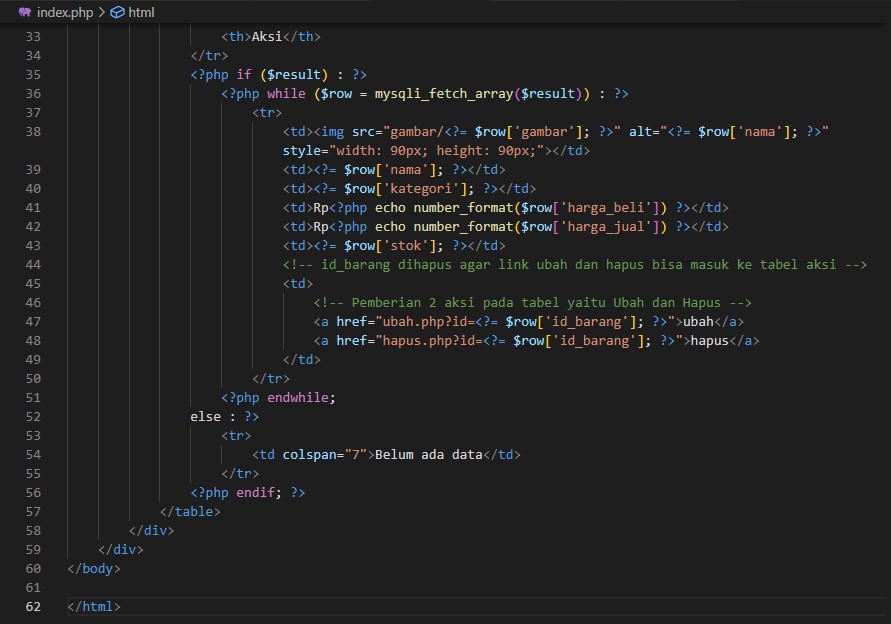 index.php > html
33 <th>Aksi</th>
34 </tr>
35 <?php if ($result) : ?>
36 <?php while ($row = mysqli_fetch_array($result)) : ?>
37 <tr>
38 <td><img src="gambar/<?= $row['gambar']; ?>" alt="<?= $row['nama']; ?>"
style="width: 90px; height: 90px;"></td>
39 <td><?= $row['nama']; ?></td>
40 <td><?= $row['kategori']; ?></td>
41 <td>Rp<?php echo number_format($row['harga_beli']) ?></td>
42 <td>Rp<?php echo number_format($row['harga_jual']) ?></td>
43 <td><?= $row['stok']; ?></td>
44 <!-- id_barang dihapus agar link ubah dan hapus bisa masuk ke tabel aksi -->
45 <td>
46 <!-- Pemberian 2 aksi pada tabel yaitu Ubah dan Hapus -->
47 <a href="ubah.php?id=<?= $row['id_barang']; ?>">ubah</a>
48 <a href="hapus.php?id=<?= $row['id_barang']; ?>">hapus</a>
49 </td>
50 </tr>
51 <?php endwhile;
52 else : ?>
53 <tr>
54 <td colspan="7">Belum ada data</td>
55 </tr>
56 <?php endif; ?>
57 </table>
58 </div>
59 </div>
60 </body>
61
62 </html>